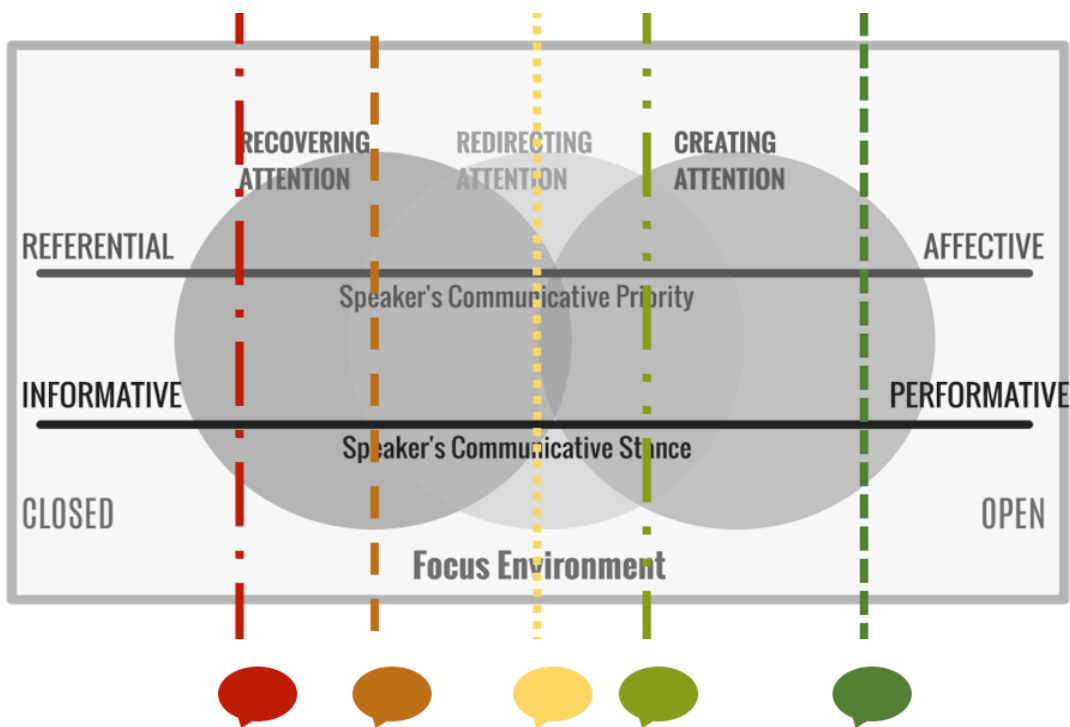 RECOVERING
ATTENTION
REDIRECTING
ATTENTION
CREATING
ATTENTION
REFERENTIAL
AFFECTIVE
Speaker's Communicative Priority
INFORMATIVE
PERFORMATIVE
Speaker's Communicative Stance
CLOSED
OPEN
Focus Environment